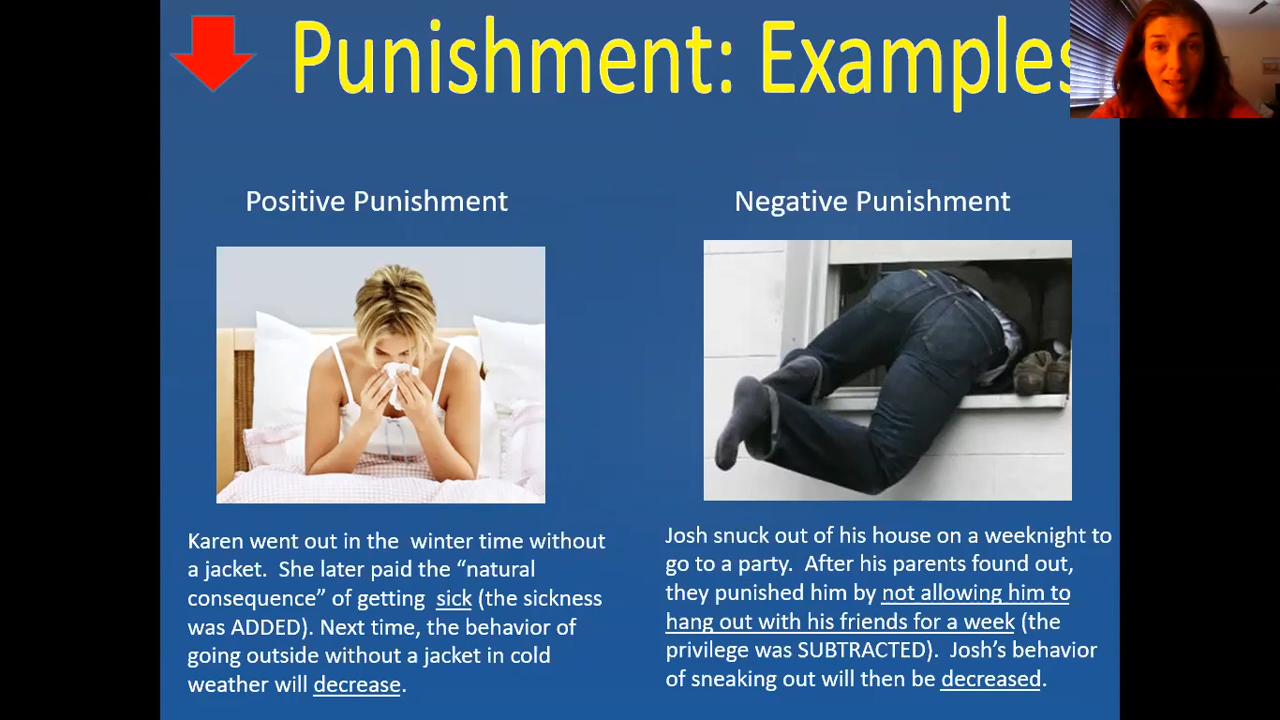 Punishment: Examples
Positive Punishment
Negative Punishment
Karen went out in the  winter time without
a jacket.  She later paid the “natural
consequence” of getting  sick (the sickness
was ADDED). Next time, the behavior of
going outside without a jacket in cold
weather will decrease.
Josh snuck out of his house on a weeknight to
go to a party.  After his parents found out,
they punished him by not allowing him to
hang out with his friends for a week (the
privilege was SUBTRACTED).  Josh’s behavior
of sneaking out will then be decreased.